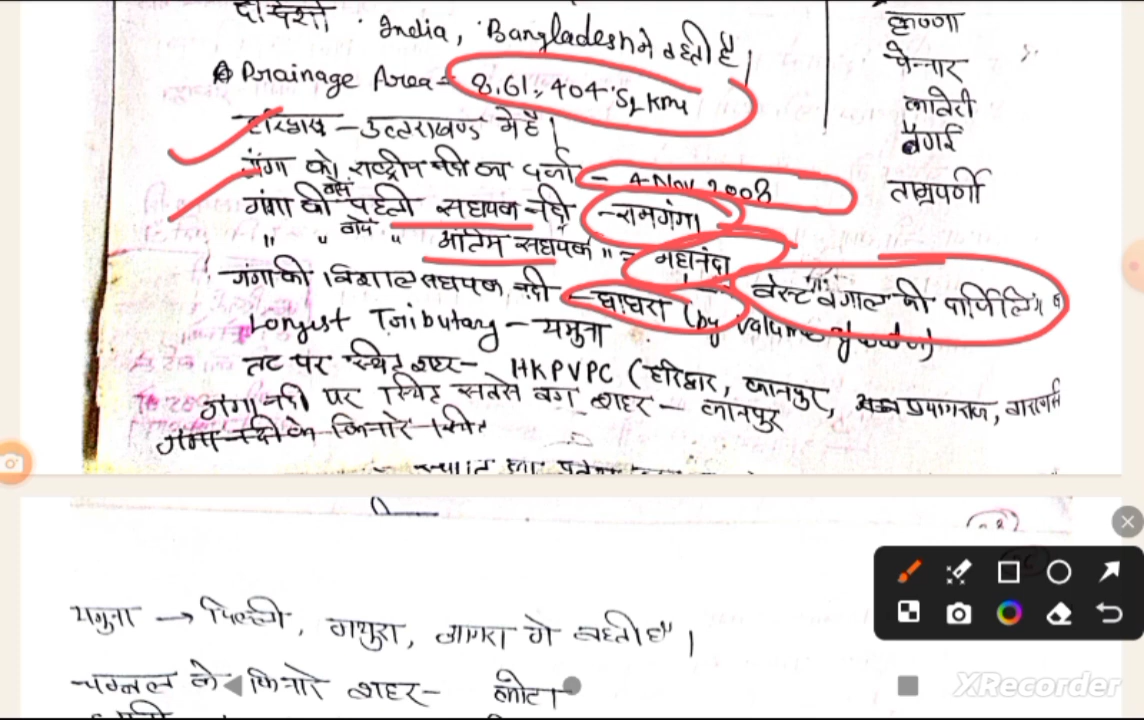 दो देशों India, Bangladesh में बहती है।
Drainage Area = 8,61,404 Sq km
हरिद्वार – उत्तराखण्ड में है।
गंगा को राष्ट्रीय नदी का दर्जा – 4 Nov 2008
गंगा की बायें पहली सहायक नदी – रामगंगा
" " बायें " अंतिम सहायक " = महानंदा
गंगा की विशाल सहायक नदी – घाघरा (by volume of water)
वेस्ट बंगाल की दार्जिलिंग
Longest Tributary – यमुना
तट पर स्थित शहर – HKPVPC (हरिद्वार, कानपुर, प्रयागराज, वाराणसी
गंगा नदी पर स्थित सबसे बड़ा शहर – कानपुर
गंगा नदी के किनारे स्थित
कृष्णा
पेन्नार
कावेरी
वैगई
ताम्रपर्णी
यमुना → दिल्ली, मथुरा, आगरा में बहती है।
चम्बल के किनारे शहर – कोटा
XRecorder